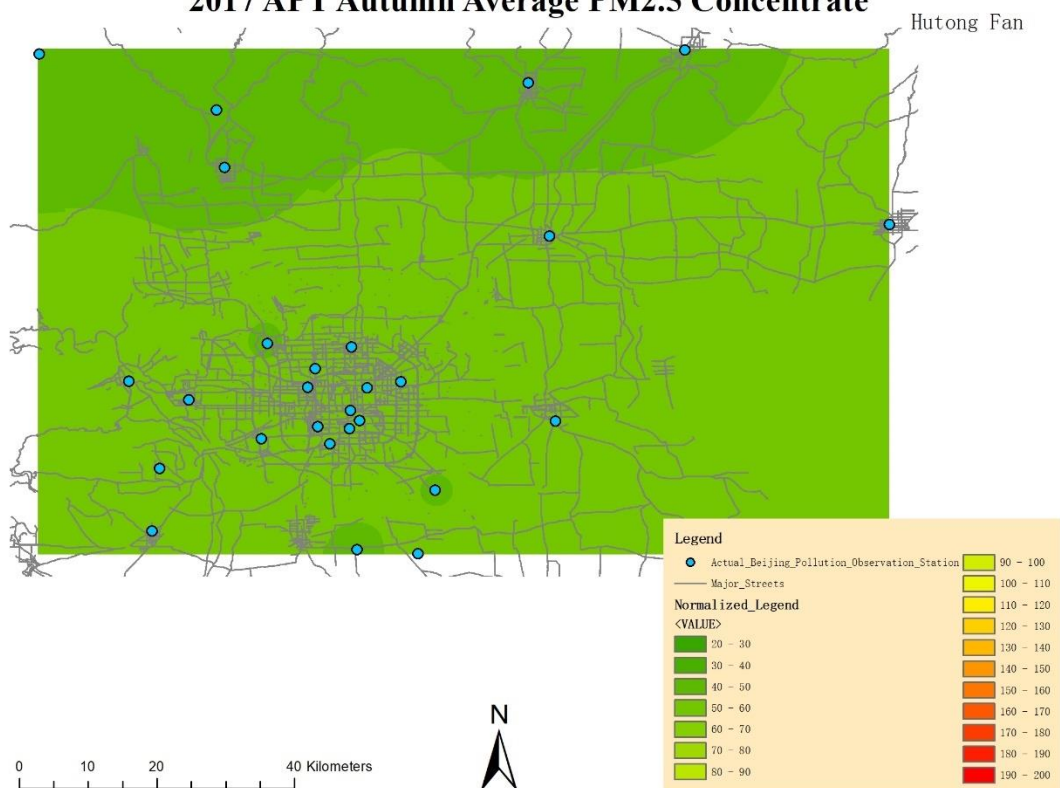 2017 APT Autumn Average PM2.5 Concentrate
Hutong Fan
Legend
Actual_Beijing_Pollution_Observation_Station
Major_Streets
Normalized_Legend
<VALUE>
20 - 30
30 - 40
40 - 50
50 - 60
60 - 70
70 - 80
80 - 90
90 - 100
100 - 110
110 - 120
120 - 130
130 - 140
140 - 150
150 - 160
160 - 170
170 - 180
180 - 190
190 - 200
N
0 10 20 40 Kilometers